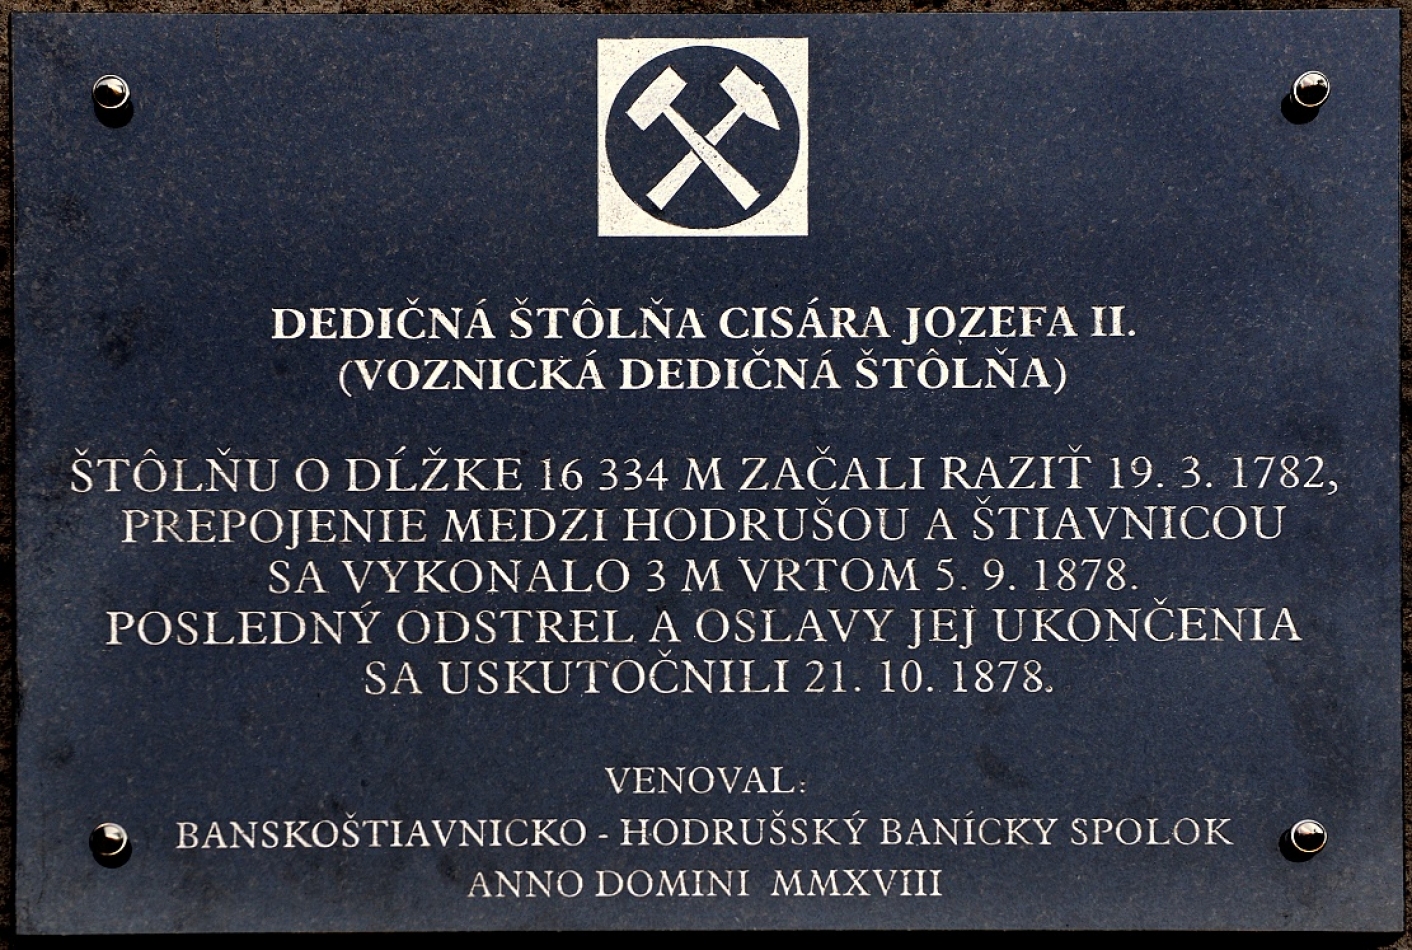 DEDIČNÁ ŠTÔLŇA CISÁRA JOZEFA II.
(VOZNICKÁ DEDIČNÁ ŠTÔLŇA)
ŠTÔLŇU O DĹŽKE 16 334 M ZAČALI RAZIŤ 19. 3. 1782,
PREPOJENIE MEDZI HODRUŠOU A ŠTIAVNICOU
SA VYKONALO 3 M VRTOM 5. 9. 1878.
POSLEDNÝ ODSTREL A OSLAVY JEJ UKONČENIA
SA USKUTOČNILI 21. 10. 1878.
VENOVAL:
BANSKOŠTIAVNICKO - HODRUŠSKÝ BANÍCKY SPOLOK
ANNO DOMINI MMXVIII